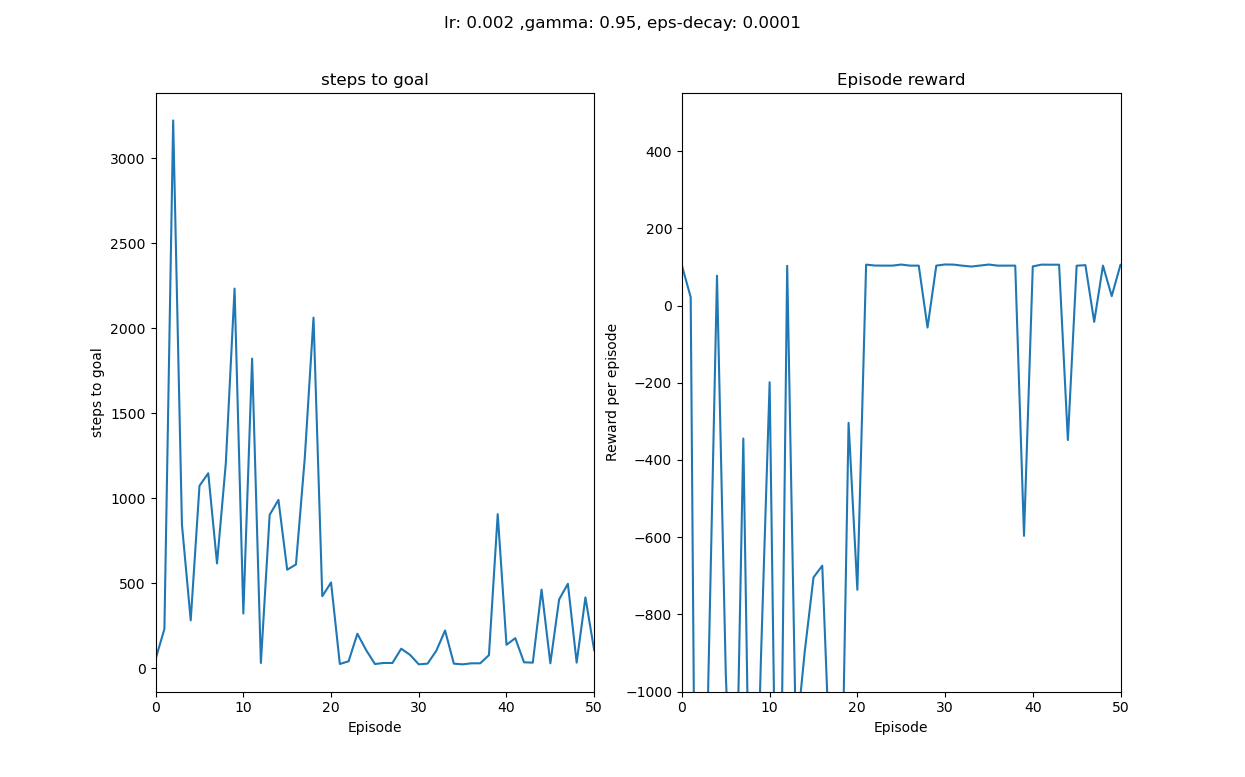 lr: 0.002 ,gamma: 0.95, eps-decay: 0.0001
steps to goal
3000
2500
2000
1500
1000
500
0
steps to goal
0 10 20 30 40 50
Episode
Episode reward
400
200
0
−200
−400
−600
−800
−1000
Reward per episode
0 10 20 30 40 50
Episode